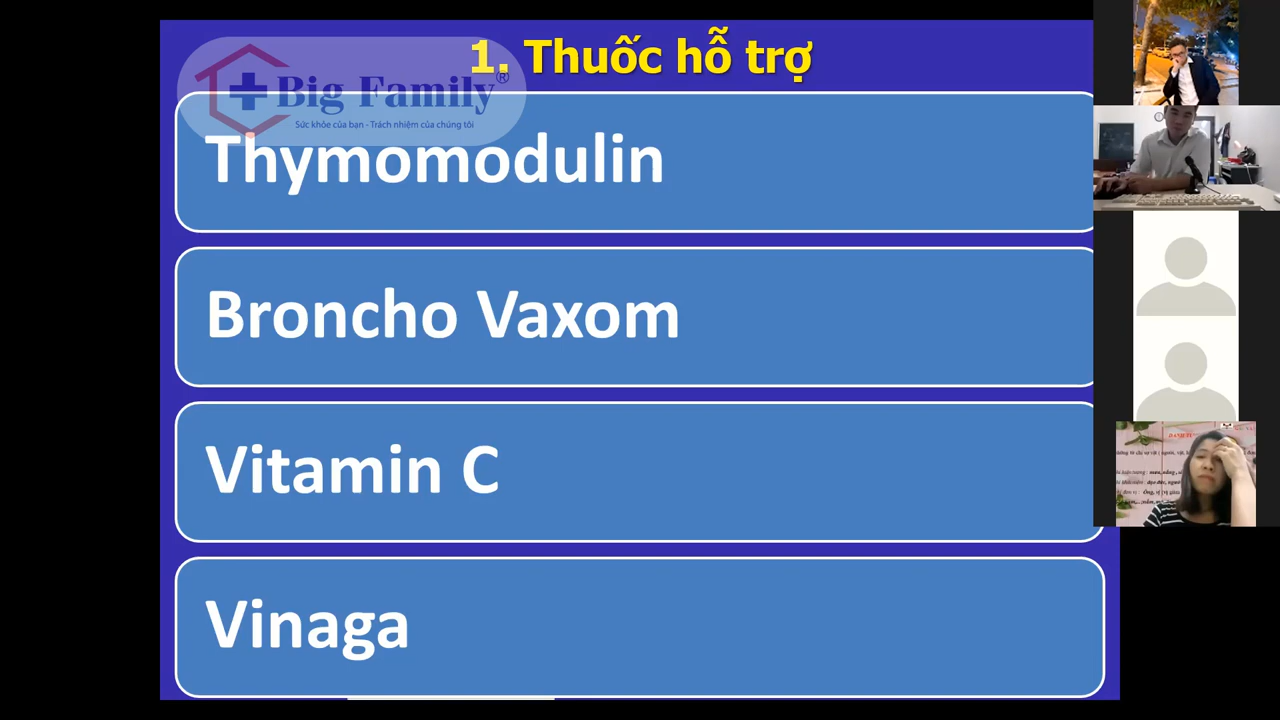 1. Thuốc hỗ trợ
Big Family®
Sức khỏe của bạn - Trách nhiệm của chúng tôi
Thymomodulin
Broncho Vaxom
Vitamin C
Vinaga